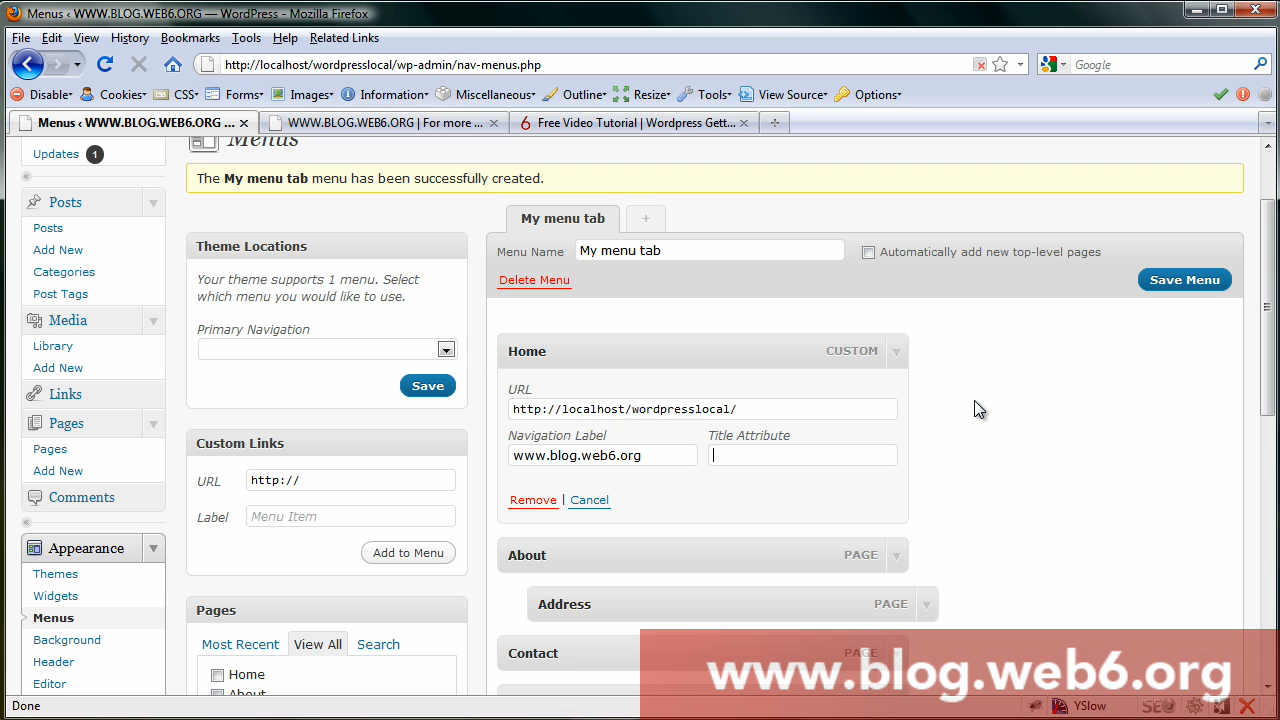 Menus ‹ WWW.BLOG.WEB6.ORG — WordPress - Mozilla Firefox
File Edit View History Bookmarks Tools Help Related Links
http://localhost/wordpresslocal/wp-admin/nav-menus.php
Google
Disable Cookies CSS Forms Images Information Miscellaneous Outline Resize Tools View Source Options
Menus ‹ WWW.BLOG.WEB6.ORG ...
WWW.BLOG.WEB6.ORG | For more ...
Free Video Tutorial | Wordpress Gett...
Menus
Updates 1
The My menu tab menu has been successfully created.
Posts
Posts
Add New
Categories
Post Tags
Media
Library
Add New
Links
Pages
Pages
Add New
Comments
Appearance
Themes
Widgets
Menus
Background
Header
Editor
Theme Locations
Your theme supports 1 menu. Select
which menu you would like to use.
Primary Navigation
Save
Custom Links
URL http://
Label Menu Item
Add to Menu
Pages
Most Recent View All Search
Home
About
My menu tab +
Menu Name My menu tab Automatically add new top-level pages
Delete Menu Save Menu
Home CUSTOM
URL
http://localhost/wordpresslocal/
Navigation Label Title Attribute
www.blog.web6.org
Remove | Cancel
About PAGE
Address PAGE
Contact PAGE
www.blog.web6.org
Done YSlow SEO